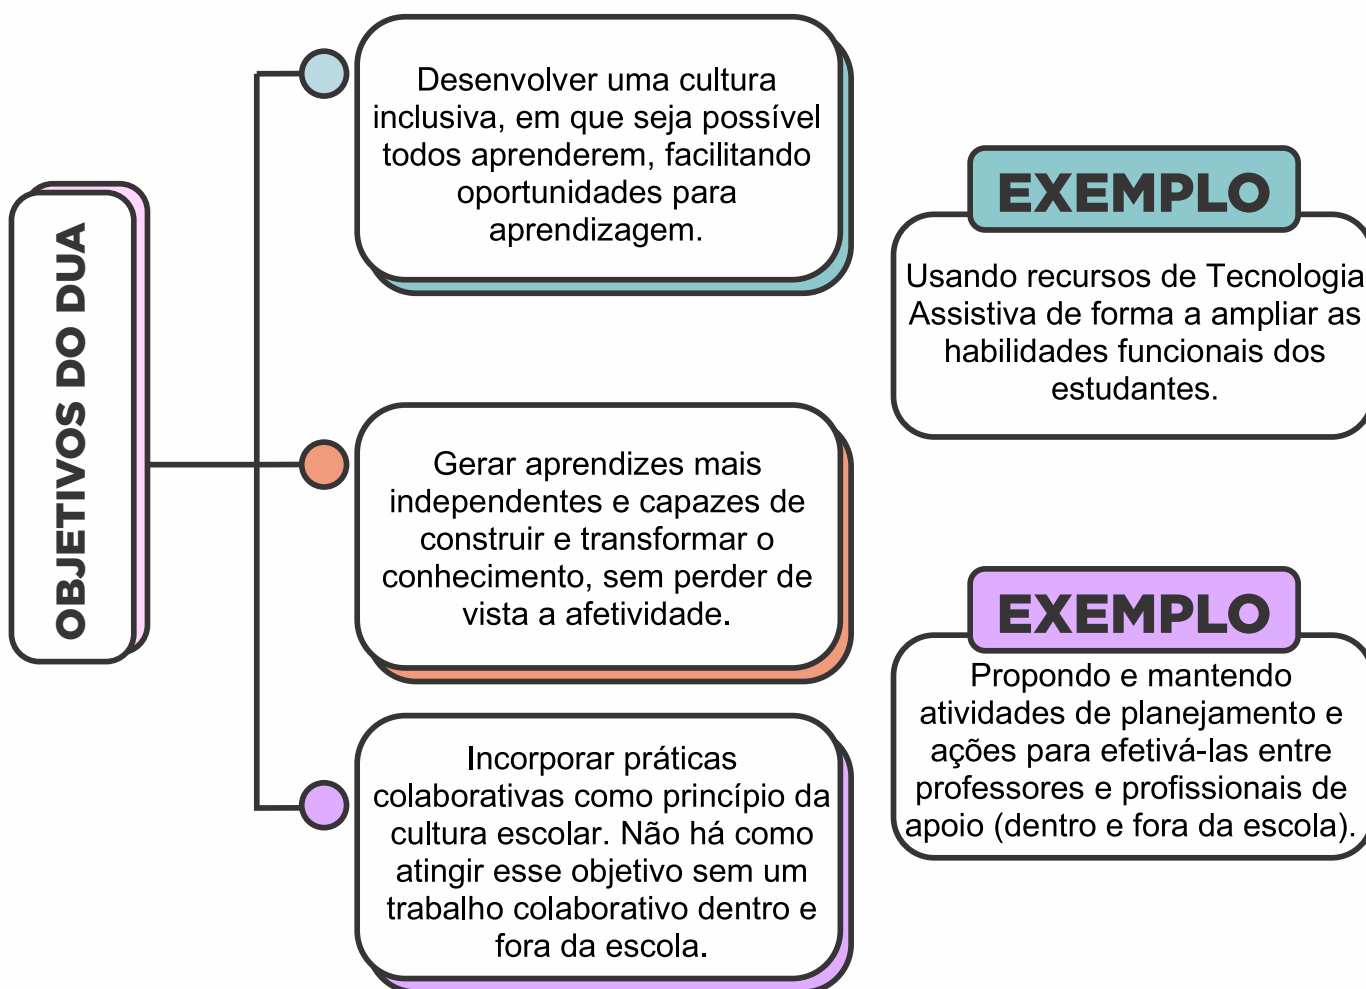 OBJETIVOS DO DUA
Desenvolver uma cultura
inclusiva, em que seja possível
todos aprenderem, facilitando
oportunidades para
aprendizagem.
EXEMPLO
Usando recursos de Tecnologia
Assistiva de forma a ampliar as
habilidades funcionais dos
estudantes.
Gerar aprendizes mais
independentes e capazes de
construir e transformar o
conhecimento, sem perder de
vista a afetividade.
EXEMPLO
Propondo e mantendo
atividades de planejamento e
ações para efetivá-las entre
professores e profissionais de
apoio (dentro e fora da escola).
Incorporar práticas
colaborativas como princípio da
cultura escolar. Não há como
atingir esse objetivo sem um
trabalho colaborativo dentro e
fora da escola.